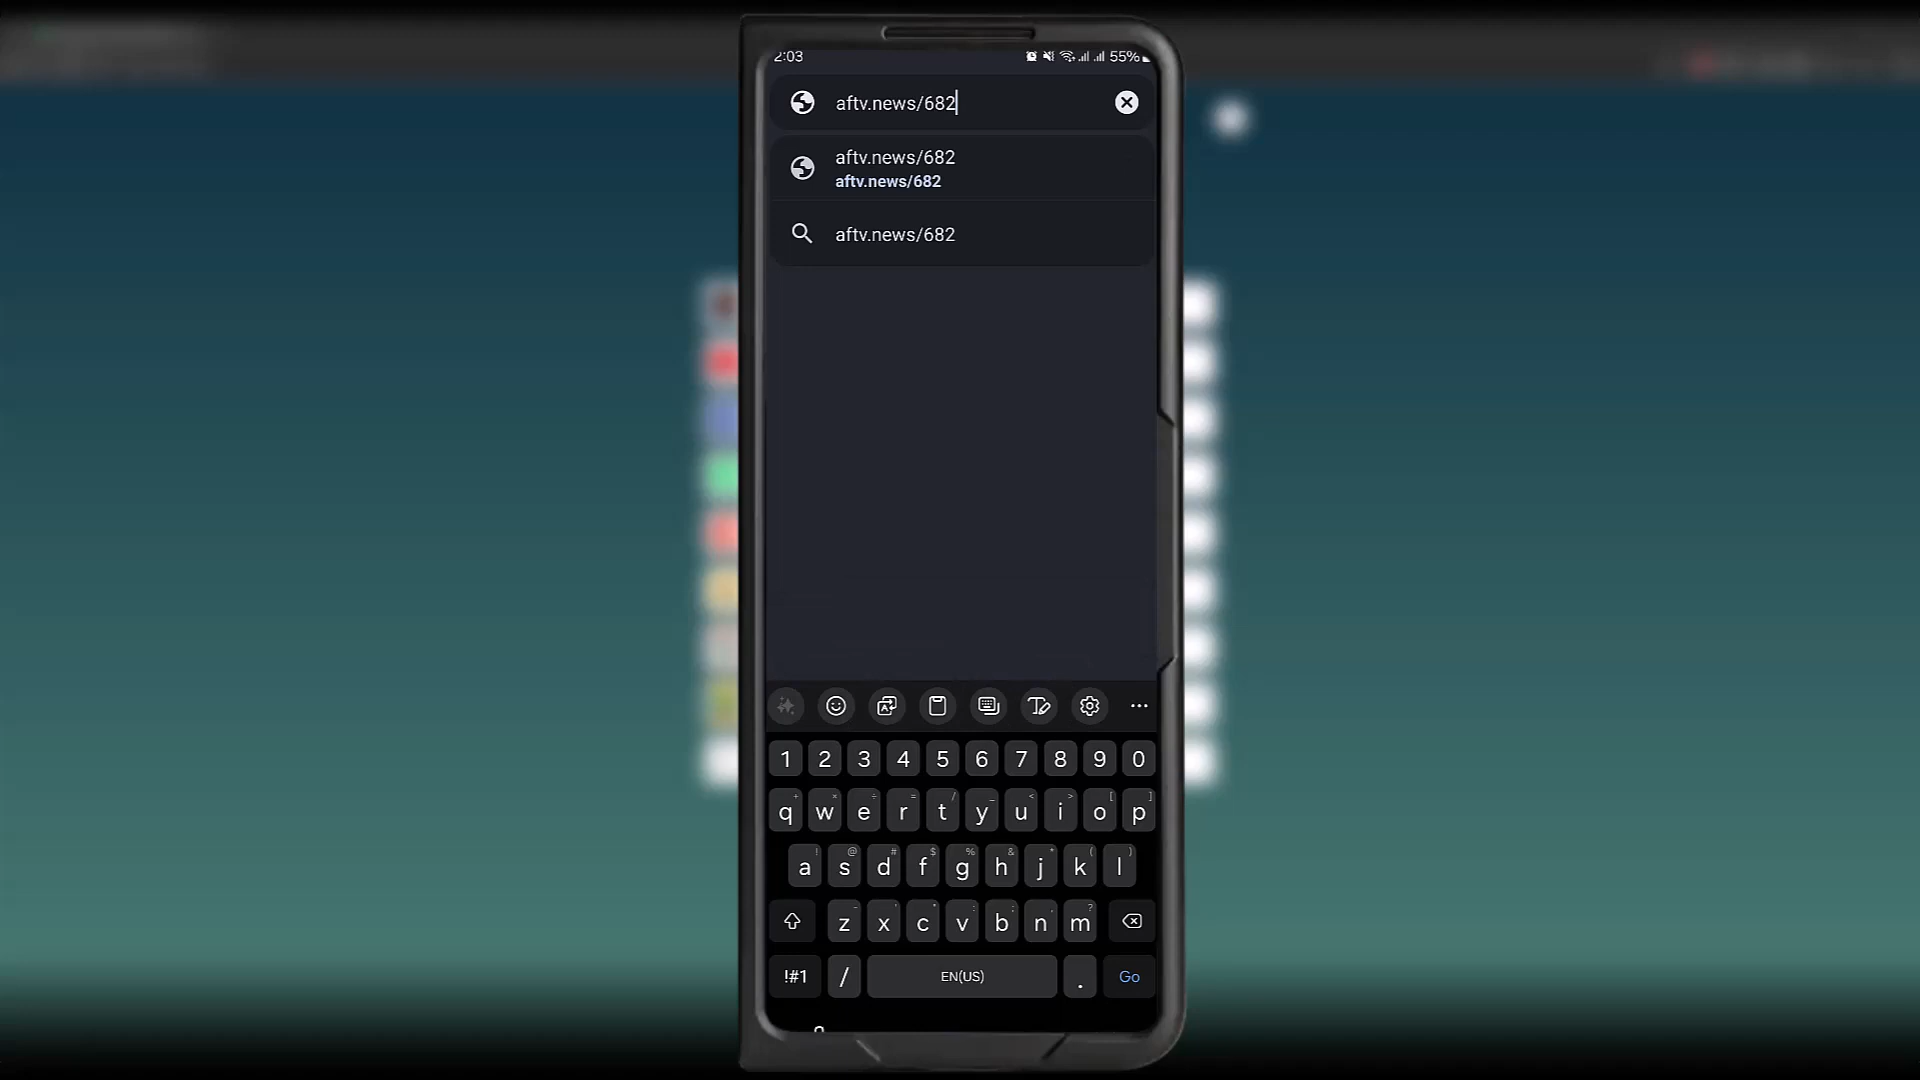 2:03 55%
aftv.news/682
aftv.news/682
aftv.news/682
aftv.news/682
1 2 3 4 5 6 7 8 9 0
q w e r t y u i o p
a s d f g h j k l
z x c v b n m
!#1 / EN(US) . Go